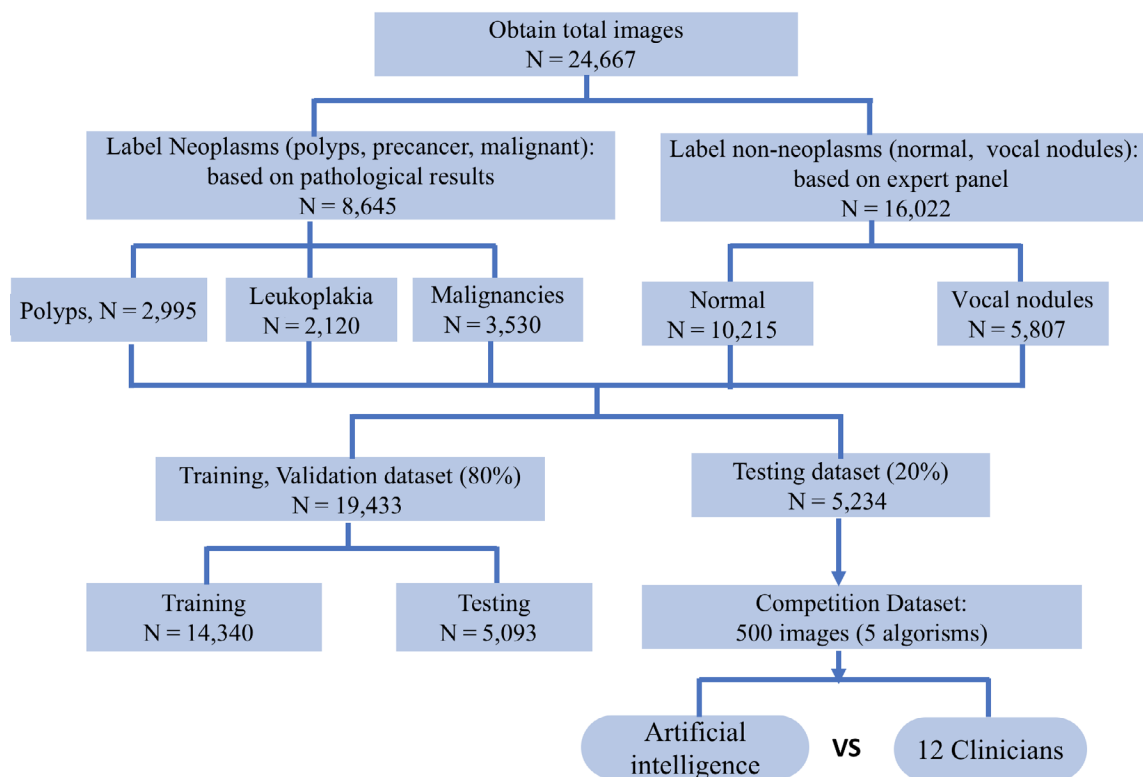 Obtain total images
N = 24,667
Label Neoplasms (polyps, precancer, malignant):
based on pathological results
N = 8,645
Label non-neoplasms (normal, vocal nodules):
based on expert panel
N = 16,022
Polyps, N = 2,995
Leukoplakia
N = 2,120
Malignancies
N = 3,530
Normal
N = 10,215
Vocal nodules
N = 5,807
Training, Validation dataset (80%)
N = 19,433
Testing dataset (20%)
N = 5,234
Training
N = 14,340
Testing
N = 5,093
Competition Dataset:
500 images (5 algorisms)
Artificial
intelligence
VS
12 Clinicians